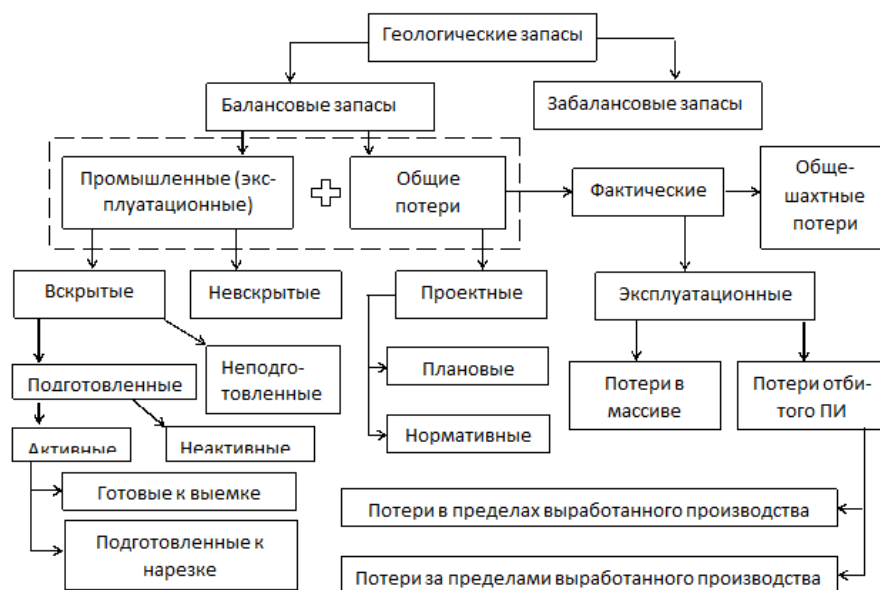 Геологические запасы
Балансовые запасы
Забалансовые запасы
Промышленные (экс-
плуатационные)
Общие
потери
Фактические
Обще-
шахтные
потери
Вскрытые
Невскрытые
Проектные
Эксплуатационные
Неподго-
товленные
Подготовленные
Плановые
Потери в
массиве
Потери отби-
того ПИ
Активные
Неактивные
Нормативные
Готовые к выемке
Потери в пределах выработанного производства
Подготовленные к
нарезке
Потери за пределами выработанного производства